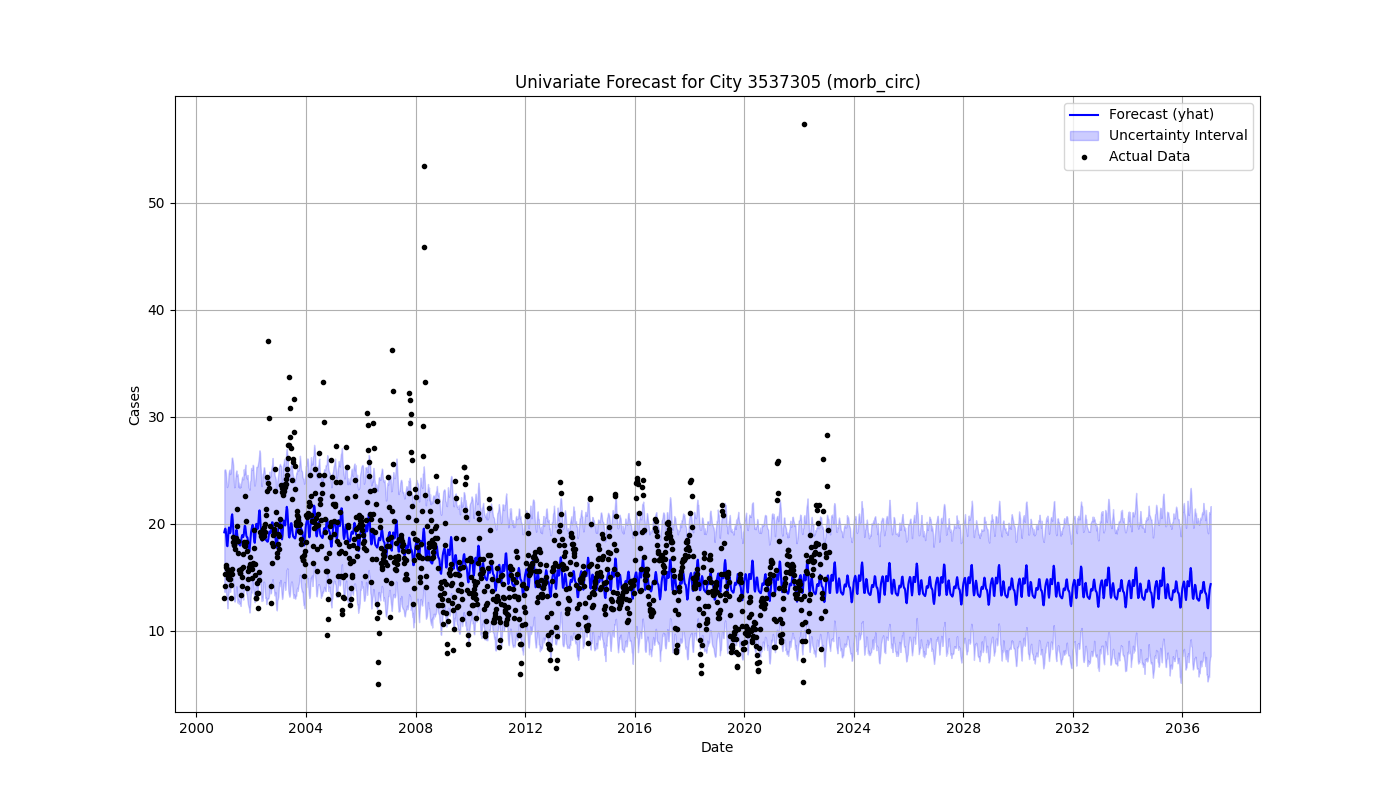 Univariate Forecast for City 3537305 (morb_circ)
Forecast (yhat)
Uncertainty Interval
Actual Data
50
40
30
20
10
Cases
2000 2004 2008 2012 2016 2020 2024 2028 2032 2036
Date